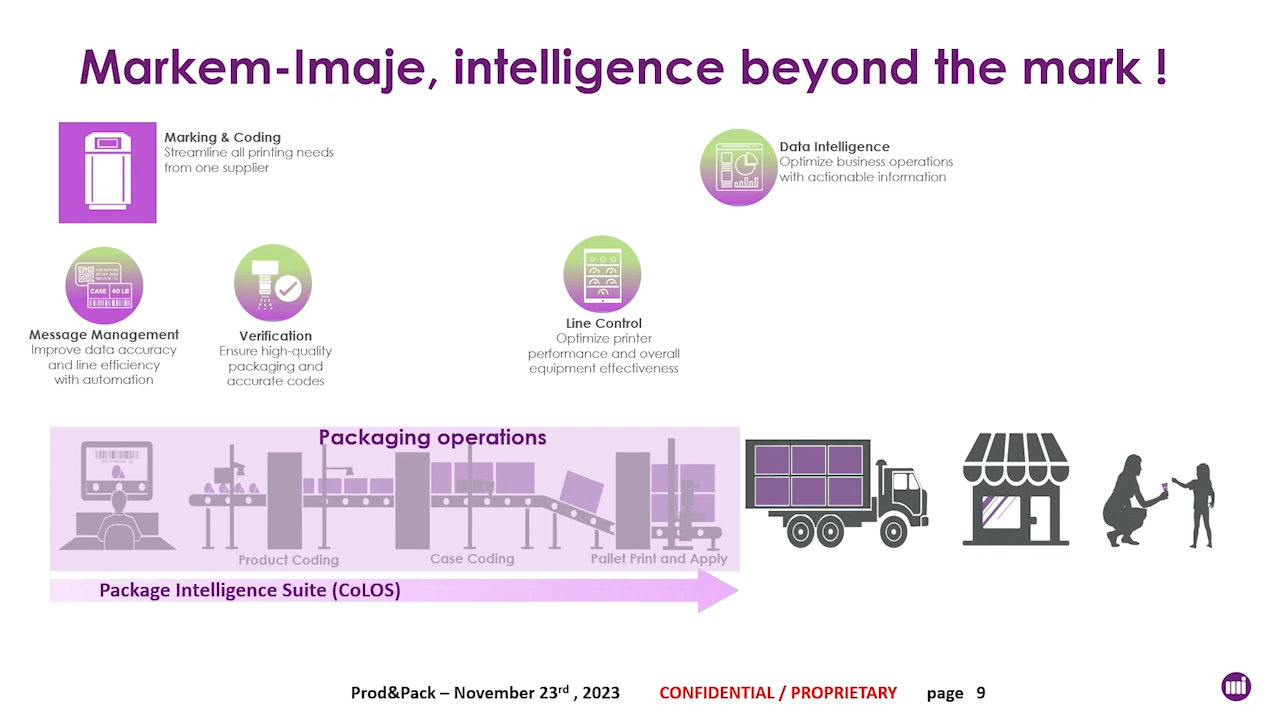 Markem-Imaje, intelligence beyond the mark !
Marking & Coding
Streamline all printing needs
from one supplier
Data Intelligence
Optimize business operations
with actionable information
CASE 40 LB
Message Management
Improve data accuracy
and line efficiency
with automation
Verification
Ensure high-quality
packaging and
accurate codes
Line Control
Optimize printer
performance and overall
equipment effectiveness
Packaging operations
Product Coding
Case Coding
Pallet Print and Apply
Package Intelligence Suite (CoLOS)
Prod&Pack – November 23rd , 2023 CONFIDENTIAL / PROPRIETARY page 9
mi